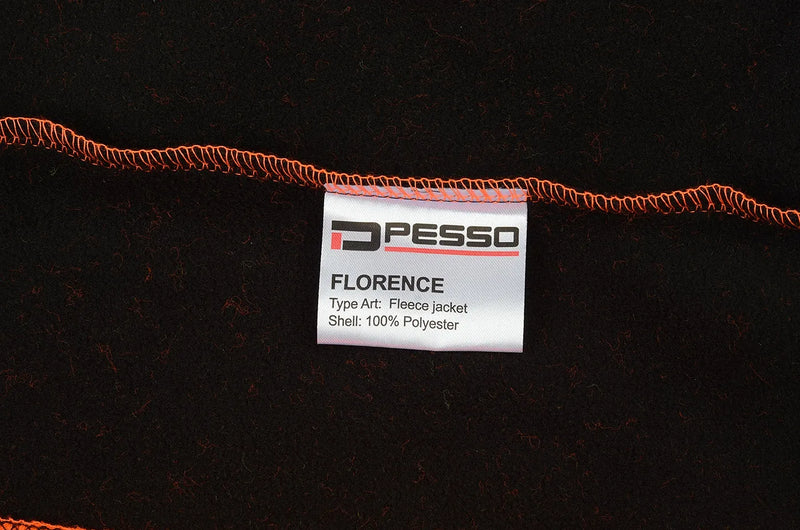 PESSO
FLORENCE
Type Art: Fleece jacket
Shell: 100% Polyester